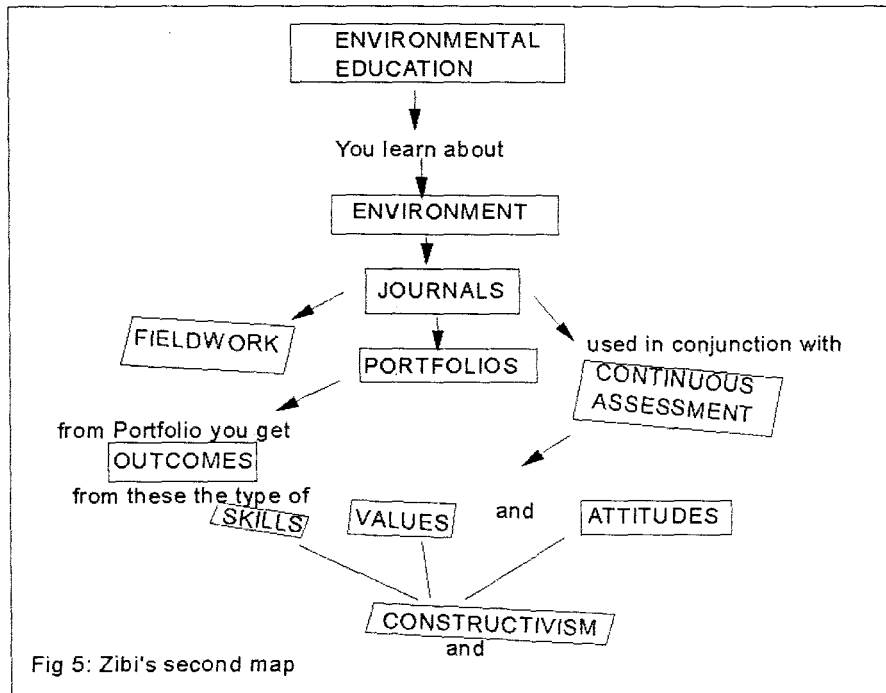 ENVIRONMENTAL
EDUCATION
You learn about
ENVIRONMENT
JOURNALS
FIELDWORK
PORTFOLIOS
used in conjunction with
CONTINUOUS
ASSESSMENT
from Portfolio you get
OUTCOMES
from these the type of
SKILLS VALUES and ATTITUDES
CONSTRUCTIVISM
and
Fig 5: Zibi's second map